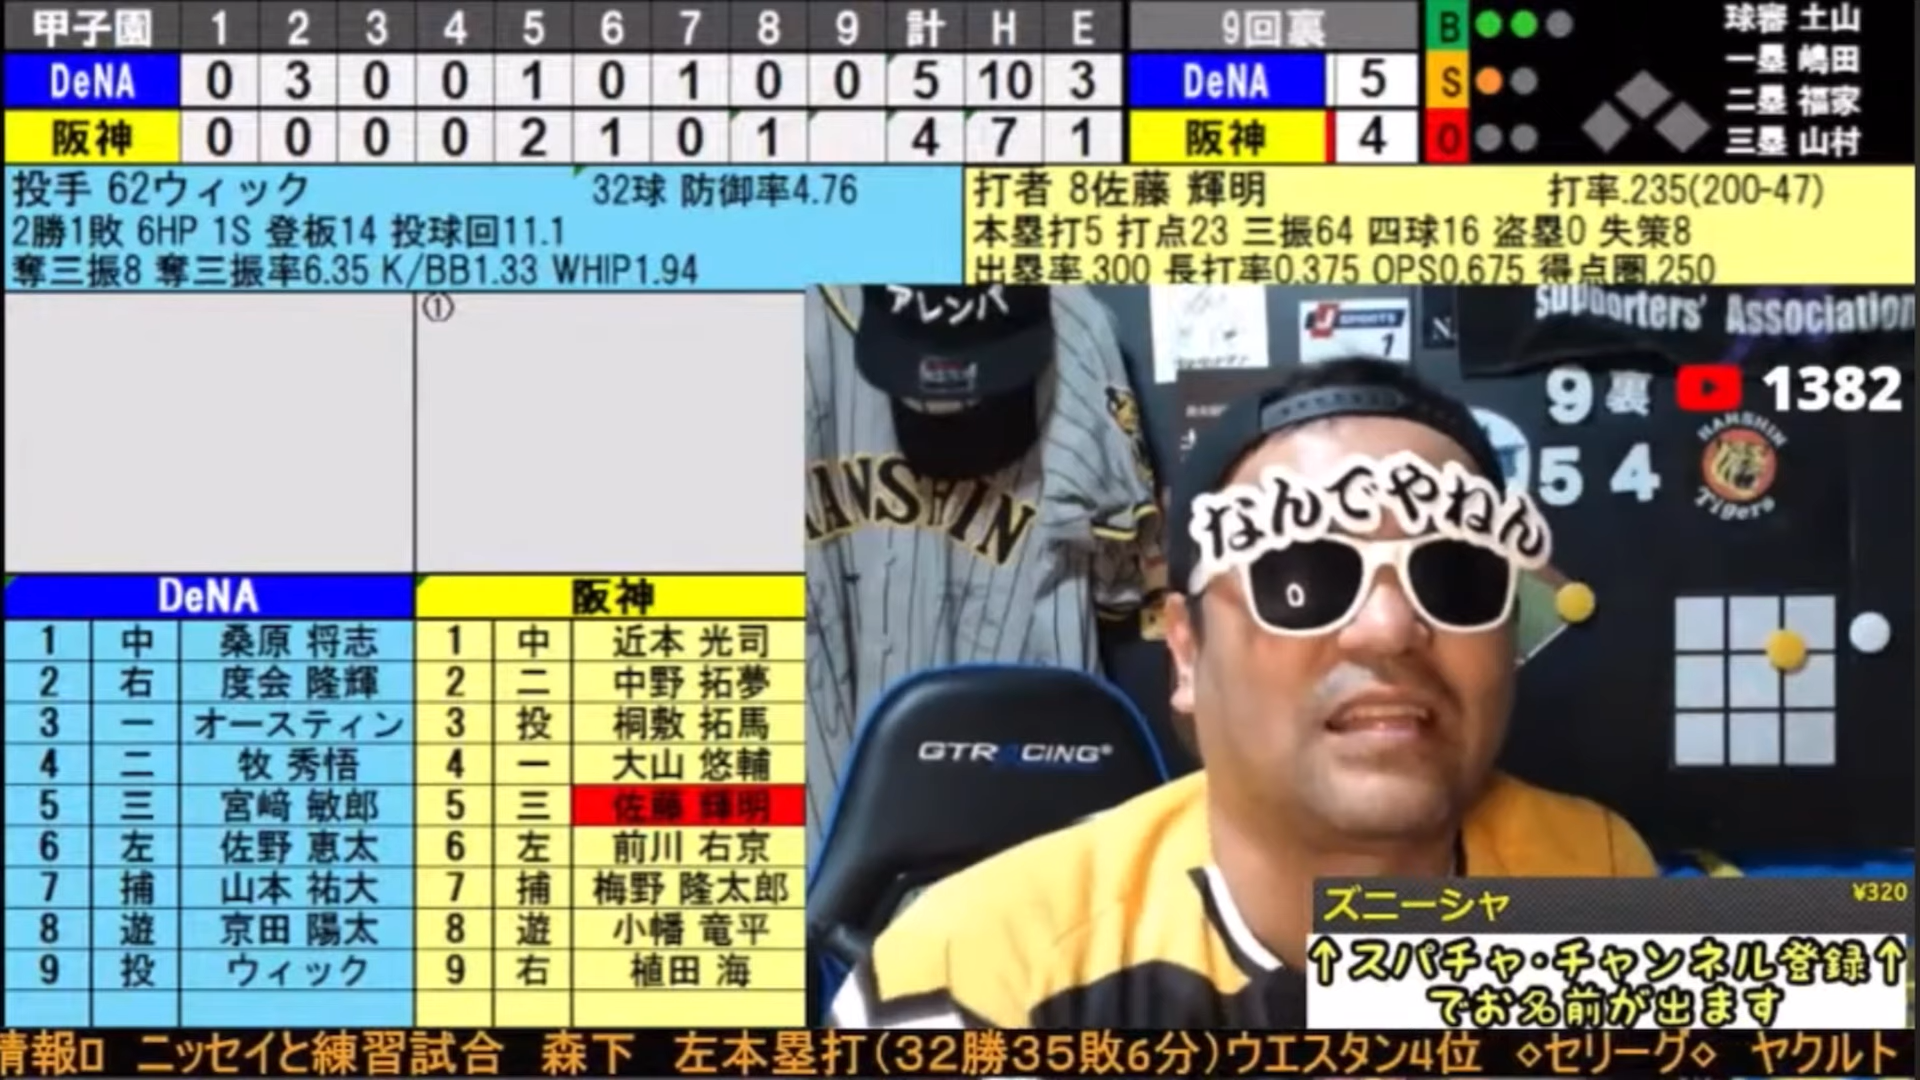 甲子園 1 2 3 4 5 6 7 8 9 計 H E
DeNA 0 3 0 0 1 0 1 0 0 5 10 3
阪神 0 0 0 0 2 1 0 1 4 7 1
9回裏
DeNA 5
阪神 4
B
S
O
球審 土山
一塁 嶋田
二塁 福家
三塁 山村
投手 62ウィック 32球 防御率4.76
2勝1敗 6HP 1S 登板14 投球回11.1
奪三振8 奪三振率6.35 K/BB1.33 WHIP1.94
打者 8佐藤 輝明 打率.235(200-47)
本塁打5 打点23 三振64 四球16 盗塁0 失策8
出塁率.300 長打率0.375 OPS0.675 得点圏.250
①
DeNA
1 中 桑原 将志
2 右 度会 隆輝
3 一 オースティン
4 二 牧 秀悟
5 三 宮﨑 敏郎
6 左 佐野 恵太
7 捕 山本 祐大
8 遊 京田 陽太
9 投 ウィック
阪神
1 中 近本 光司
2 二 中野 拓夢
3 投 桐敷 拓馬
4 一 大山 悠輔
5 三 佐藤 輝明
6 左 前川 右京
7 捕 梅野 隆太郎
8 遊 小幡 竜平
9 右 植田 海
アレンパ
J SPORTS 1
N.
Supporters' Association
9 裏
1382
5 4
HANSHIN
Tigers
HANSHIN
なんでやねん
0
GTRACING
ズニーシャ ¥320
↑スパチャ・チャンネル登録↑
でお名前が出ます
情報ﾛ ニッセイと練習試合 森下 左本塁打(32勝35敗6分)ウエスタン4位 ◇セリーグ◇ ヤクルト